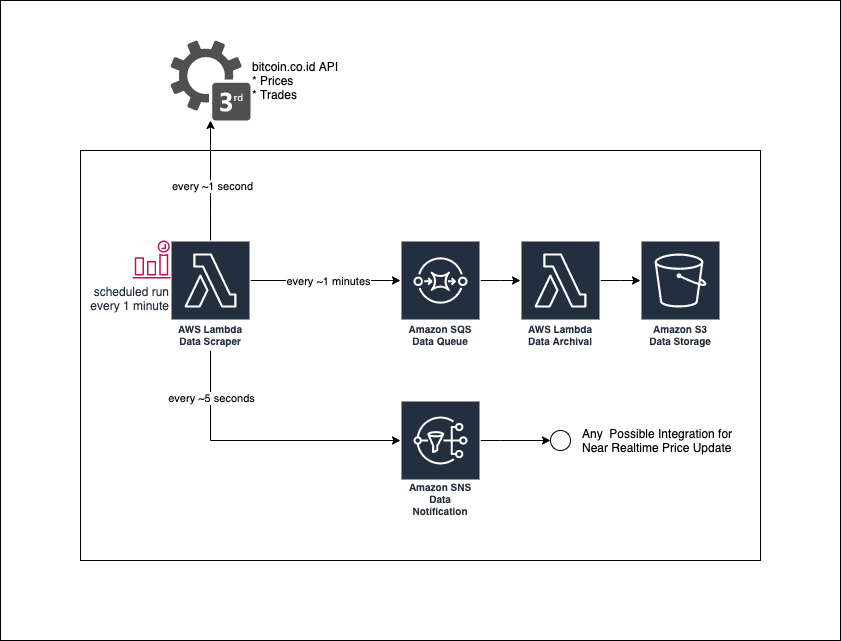 bitcoin.co.id API
* Prices
* Trades
3rd
every ~1 second
scheduled run
every 1 minute
AWS Lambda
Data Scraper
every ~1 minutes
Amazon SQS
Data Queue
AWS Lambda
Data Archival
Amazon S3
Data Storage
every ~5 seconds
Amazon SNS
Data
Notification
Any  Possible Integration for
Near Realtime Price Update